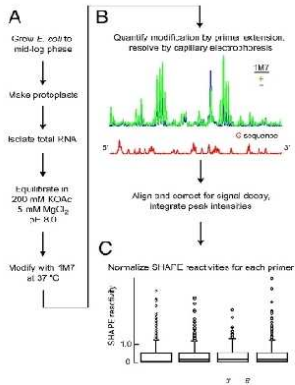 A
Grow E. coli to
mid-log phase
Make protoplasts
Isolate total RNA
Equilibrate in
200 mM KOAc
5 mM MgCl2
pH 8.0
Modify with 1M7
at 37 °C
B
Quantify modification by primer extension,
resolve by capillary electrophoresis
1M7
+
-
G sequence
5' 3'
Align and correct for signal decay,
integrate peak intensities
C
Normalize SHAPE reactivities for each primer
SHAPE reactivity
1.0
0